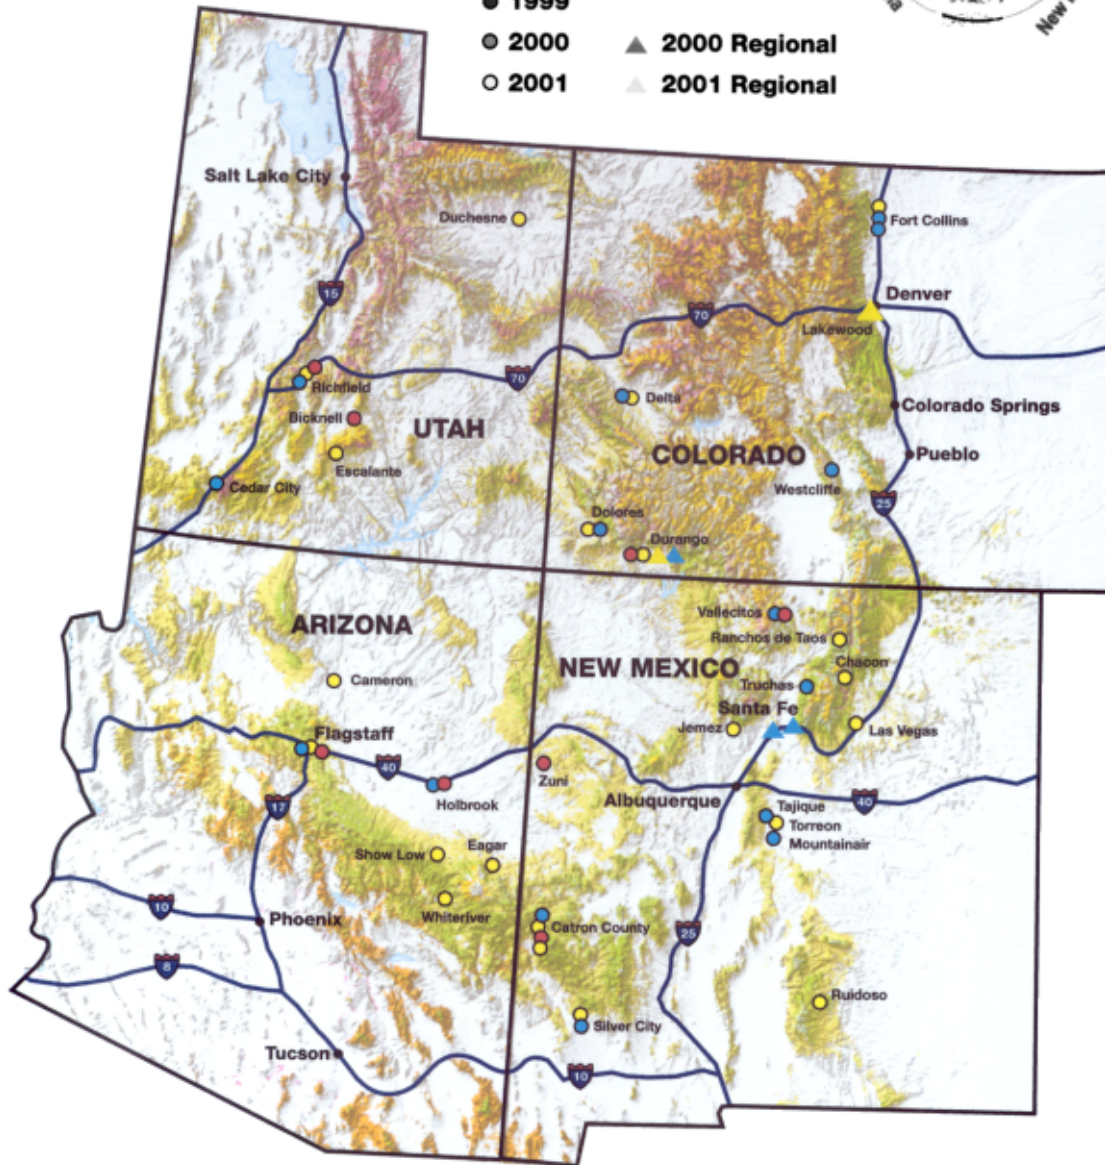 1999
2000
2000 Regional
2001
2001 Regional
New
Salt Lake City
Duchesne
Fort Collins
15
Denver
70
Lakewood
Richfield
70
Delta
Bicknell
UTAH
Colorado Springs
COLORADO
Pueblo
Escalante
Westcliffe
Cedar City
25
Dolores
Durango
ARIZONA
Vallecitos
Ranchos de Taos
NEW MEXICO
Chacon
Cameron
Truchas
Santa Fe
Jemez
Las Vegas
Flagstaff
40
Zuni
Holbrook
Albuquerque
40
17
Tajique
Torreon
Mountainair
Show Low
Eagar
Whiteriver
10
Phoenix
Catron County
25
8
Ruidoso
Silver City
Tucson
10